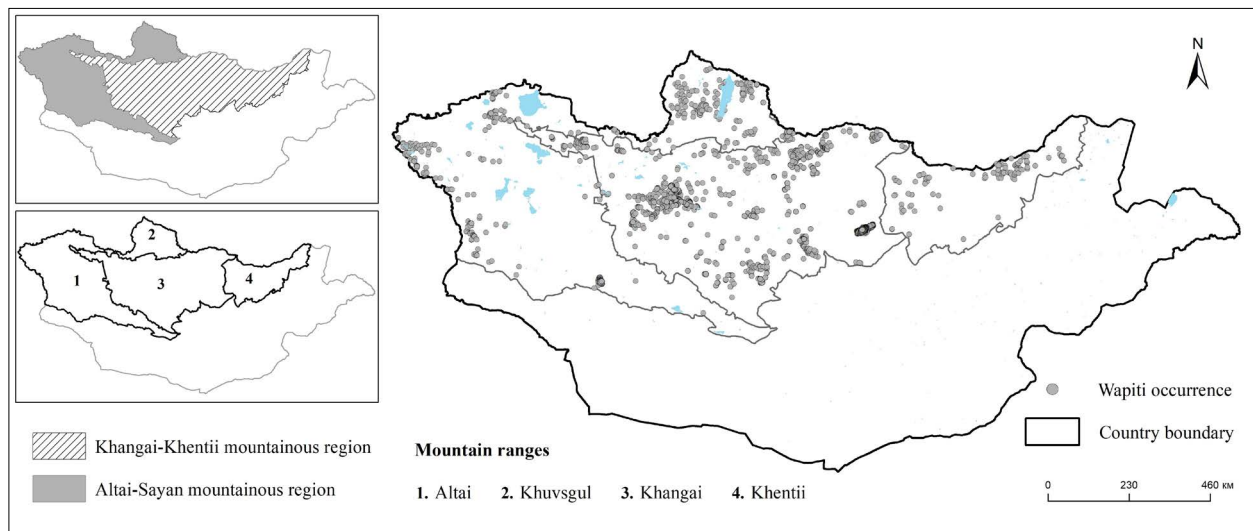 N
2
1
3
4
Wapiti occurrence
Country boundary
Khangai-Khentii mountainous region
Altai-Sayan mountainous region
Mountain ranges
1. Altai 2. Khuvsgul 3. Khangai 4. Khentii
0 230 460 км